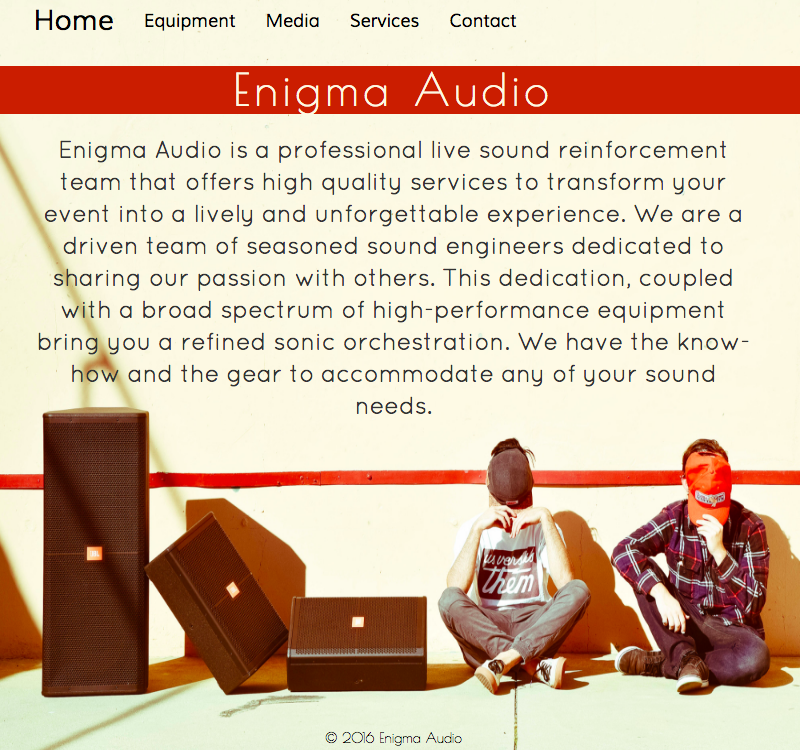 Home Equipment Media Services Contact
Enigma Audio
Enigma Audio is a professional live sound reinforcement
team that offers high quality services to transform your
event into a lively and unforgettable experience. We are a
driven team of seasoned sound engineers dedicated to
sharing our passion with others. This dedication, coupled
with a broad spectrum of high-performance equipment
bring you a refined sonic orchestration. We have the know-
how and the gear to accommodate any of your sound
needs.
JBL
JBL
JBL
us versus
them
© 2016 Enigma Audio